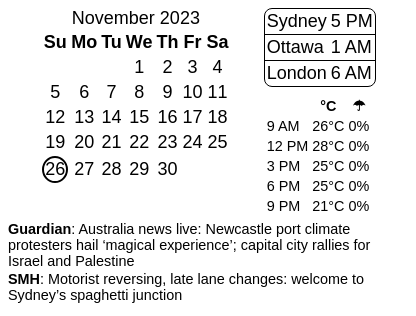 November 2023
Su Mo Tu We Th Fr Sa
1 2 3 4
5 6 7 8 9 10 11
12 13 14 15 16 17 18
19 20 21 22 23 24 25
26 27 28 29 30
Sydney 5 PM
Ottawa 1 AM
London 6 AM
°C ☂
9 AM 26°C 0%
12 PM 28°C 0%
3 PM 25°C 0%
6 PM 25°C 0%
9 PM 21°C 0%
Guardian: Australia news live: Newcastle port climate
protesters hail ‘magical experience’; capital city rallies for
Israel and Palestine
SMH: Motorist reversing, late lane changes: welcome to
Sydney’s spaghetti junction